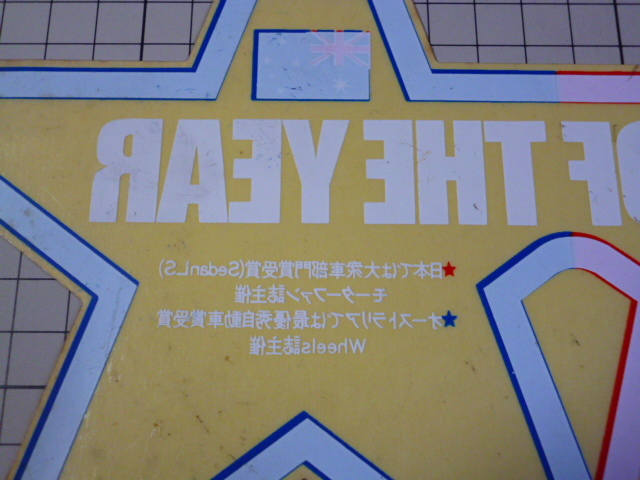 OF THE YEAR
★日本では大衆車部門賞受賞(SedanLS)
モーターファン誌主催
★オーストラリアでは最優秀自動車賞受賞
Wheels誌主催